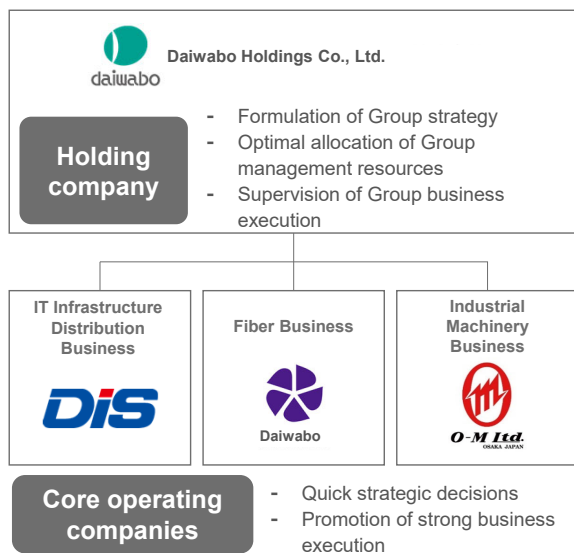 daiwabo
Daiwabo Holdings Co., Ltd.
Holding
company
- Formulation of Group strategy
- Optimal allocation of Group
management resources
- Supervision of Group business
execution
IT Infrastructure
Distribution
Business
DiS
Fiber Business
Daiwabo
Industrial
Machinery
Business
O-M Ltd.
OSAKA JAPAN
Core operating
companies
- Quick strategic decisions
- Promotion of strong business
execution